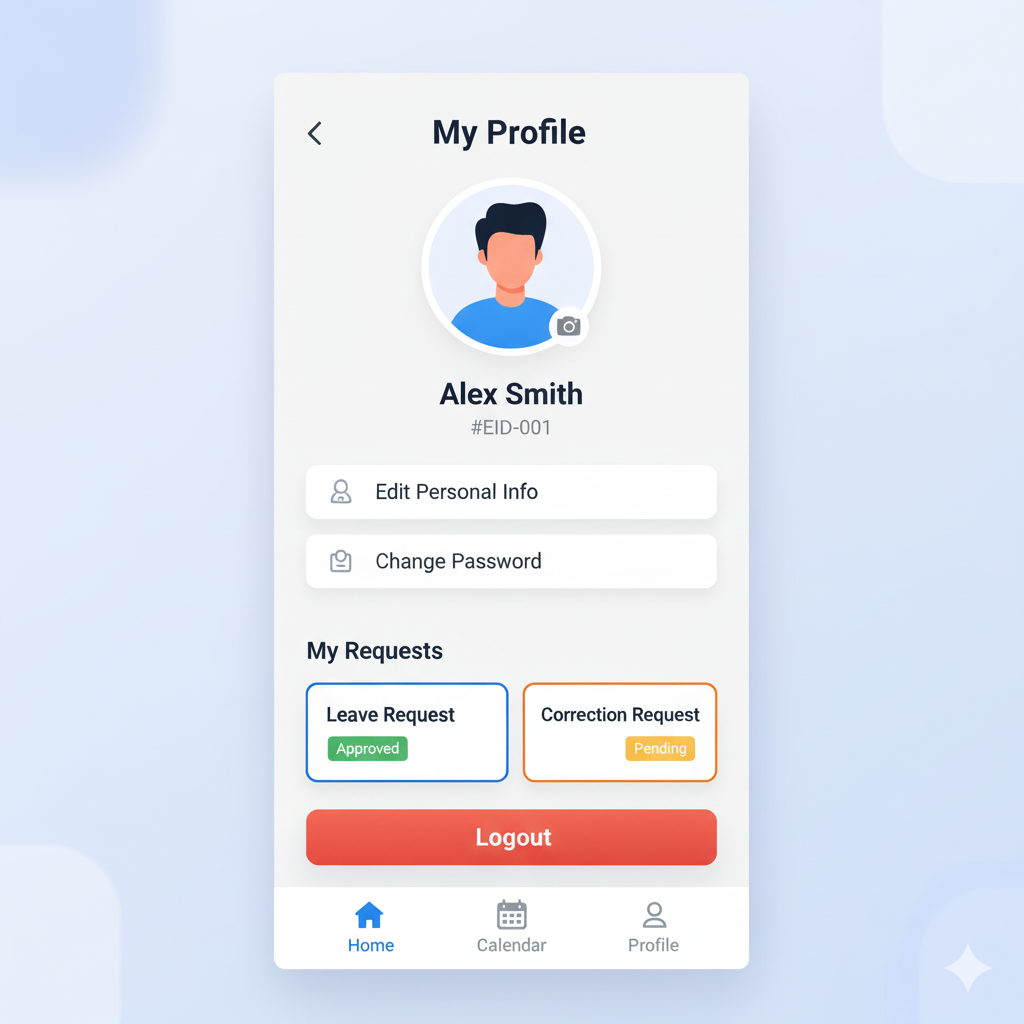 My Profile
Alex Smith
#EID-001
Edit Personal Info
Change Password
My Requests
Leave Request
Approved
Correction Request
Pending
Logout
Home
Calendar
Profile